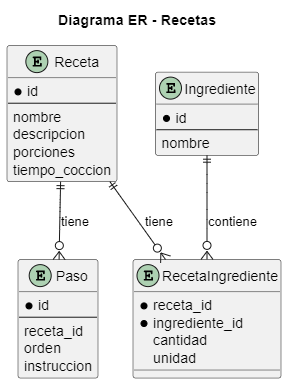 Diagrama ER - Recetas
E Receta
id
nombre
descripcion
porciones
tiempo_coccion
E Ingrediente
id
nombre
tiene
tiene
contiene
E Paso
id
receta_id
orden
instruccion
E RecetaIngrediente
receta_id
ingrediente_id
cantidad
unidad